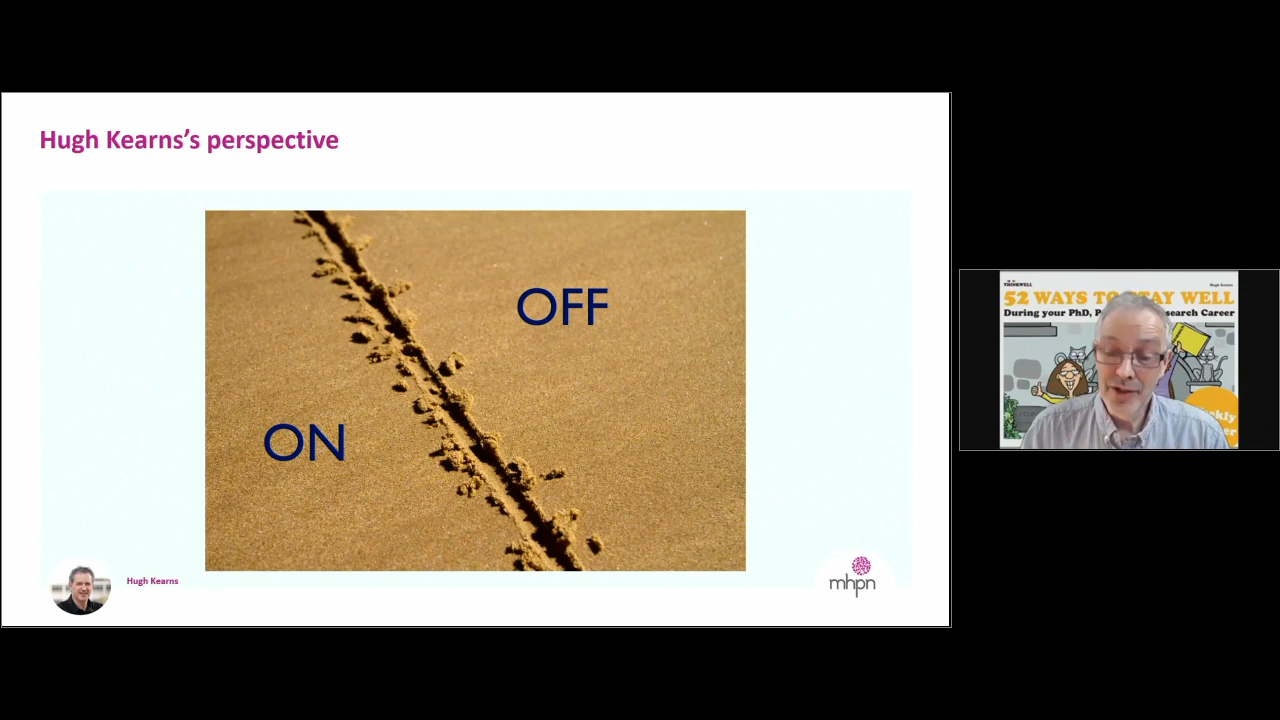 Hugh Kearns's perspective
OFF
ON
Hugh Kearns
mhpn
THINKWELL
Hugh Kearns
52 WAYS TO STAY WELL
During your PhD, P search Career